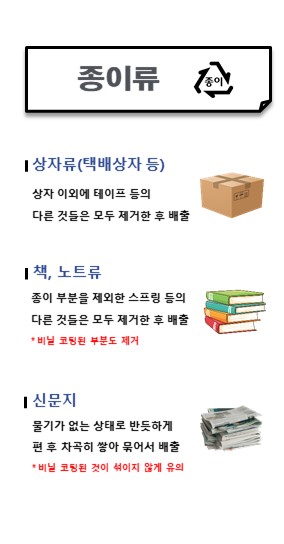 종이류
종이
상자류(택배상자 등)
상자 이외에 테이프 등의
다른 것들은 모두 제거한 후 배출
책, 노트류
종이 부분을 제외한 스프링 등의
다른 것들은 모두 제거한 후 배출
*비닐 코팅된 부분도 제거
신문지
물기가 없는 상태로 반듯하게
편 후 차곡히 쌓아 묶어서 배출
*비닐 코팅된 것이 섞이지 않게 유의